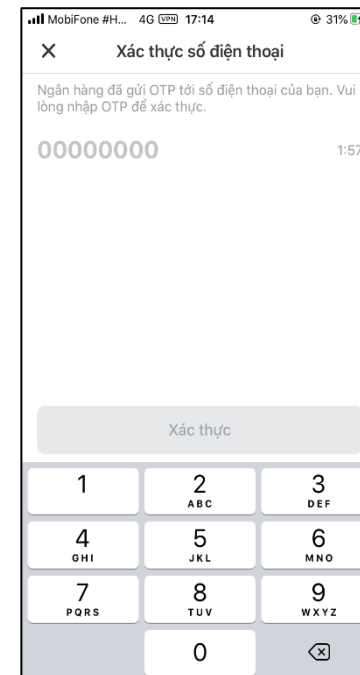 MobiFone #H... 4G VPN 17:14 31%
Xác thực số điện thoại
Ngân hàng đã gửi OTP tới số điện thoại của bạn. Vui
lòng nhập OTP để xác thực.
00000000 1:57
Xác thực
1 2 3
ABC DEF
4 5 6
GHI JKL MNO
7 8 9
PQRS TUV WXYZ
0